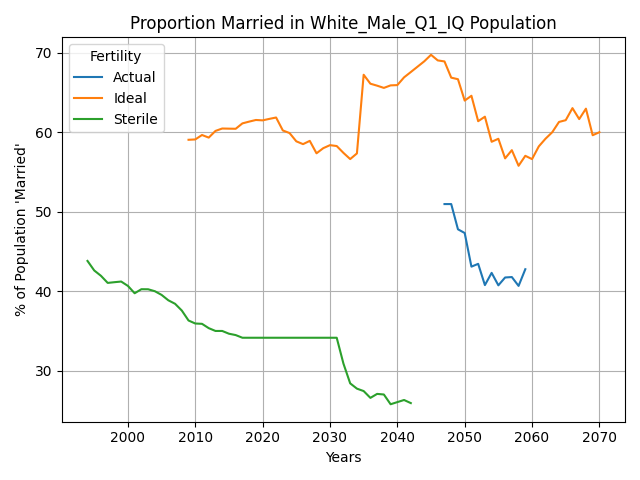 Proportion Married in White_Male_Q1_IQ Population
Fertility
Actual
Ideal
Sterile
% of Population 'Married'
70
60
50
40
30
2000
2010
2020
2030
2040
2050
2060
2070
Years